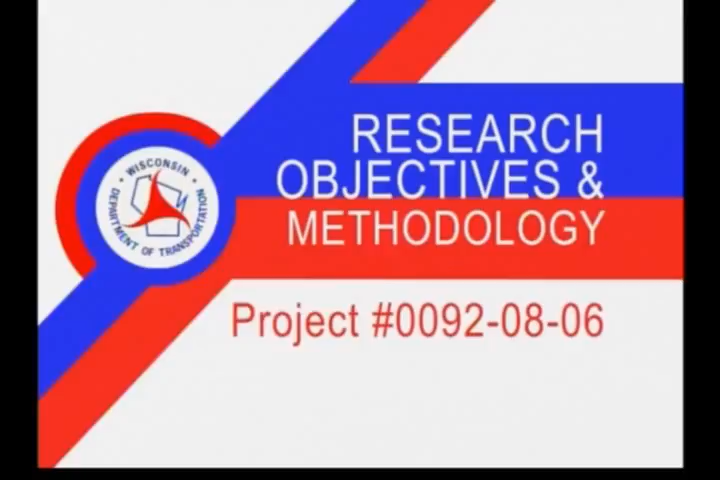 WISCONSIN
DEPARTMENT OF TRANSPORTATION
RESEARCH
OBJECTIVES &
METHODOLOGY
Project #0092-08-06